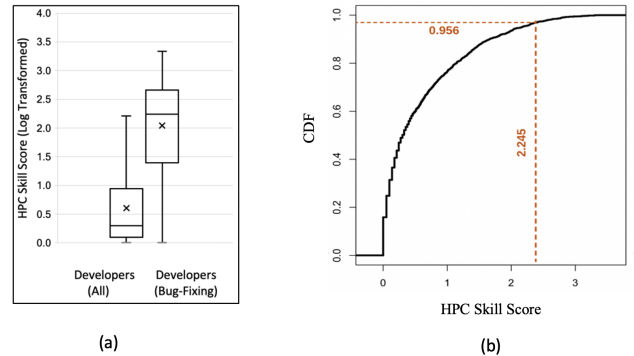 HPC Skill Score (Log Transformed)
4.0
3.5
3.0
2.5
2.0
1.5
1.0
0.5
0.0
Developers
(All)
Developers
(Bug-Fixing)
(a)
CDF
1.0
0.8
0.6
0.4
0.2
0.0
0.956
2.245
0
1
2
3
HPC Skill Score
(b)